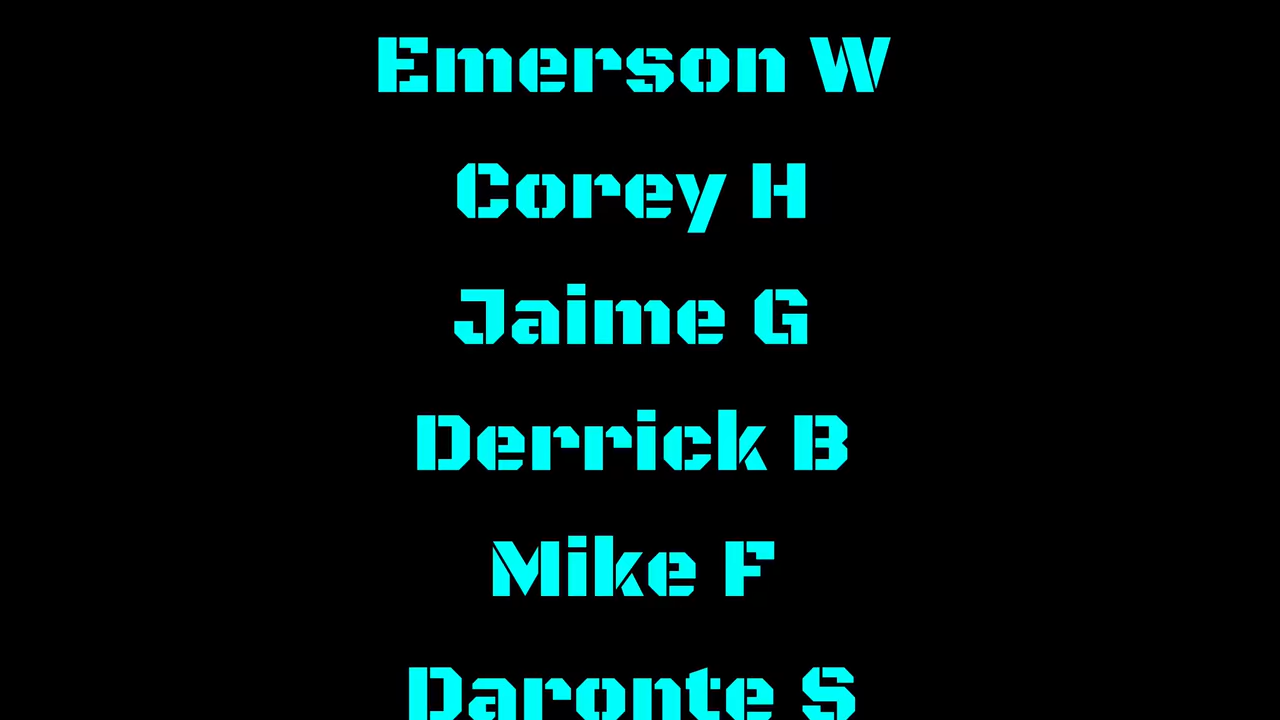 Emerson W
Corey H
Jaime G
Derrick B
Mike F
Daronte S